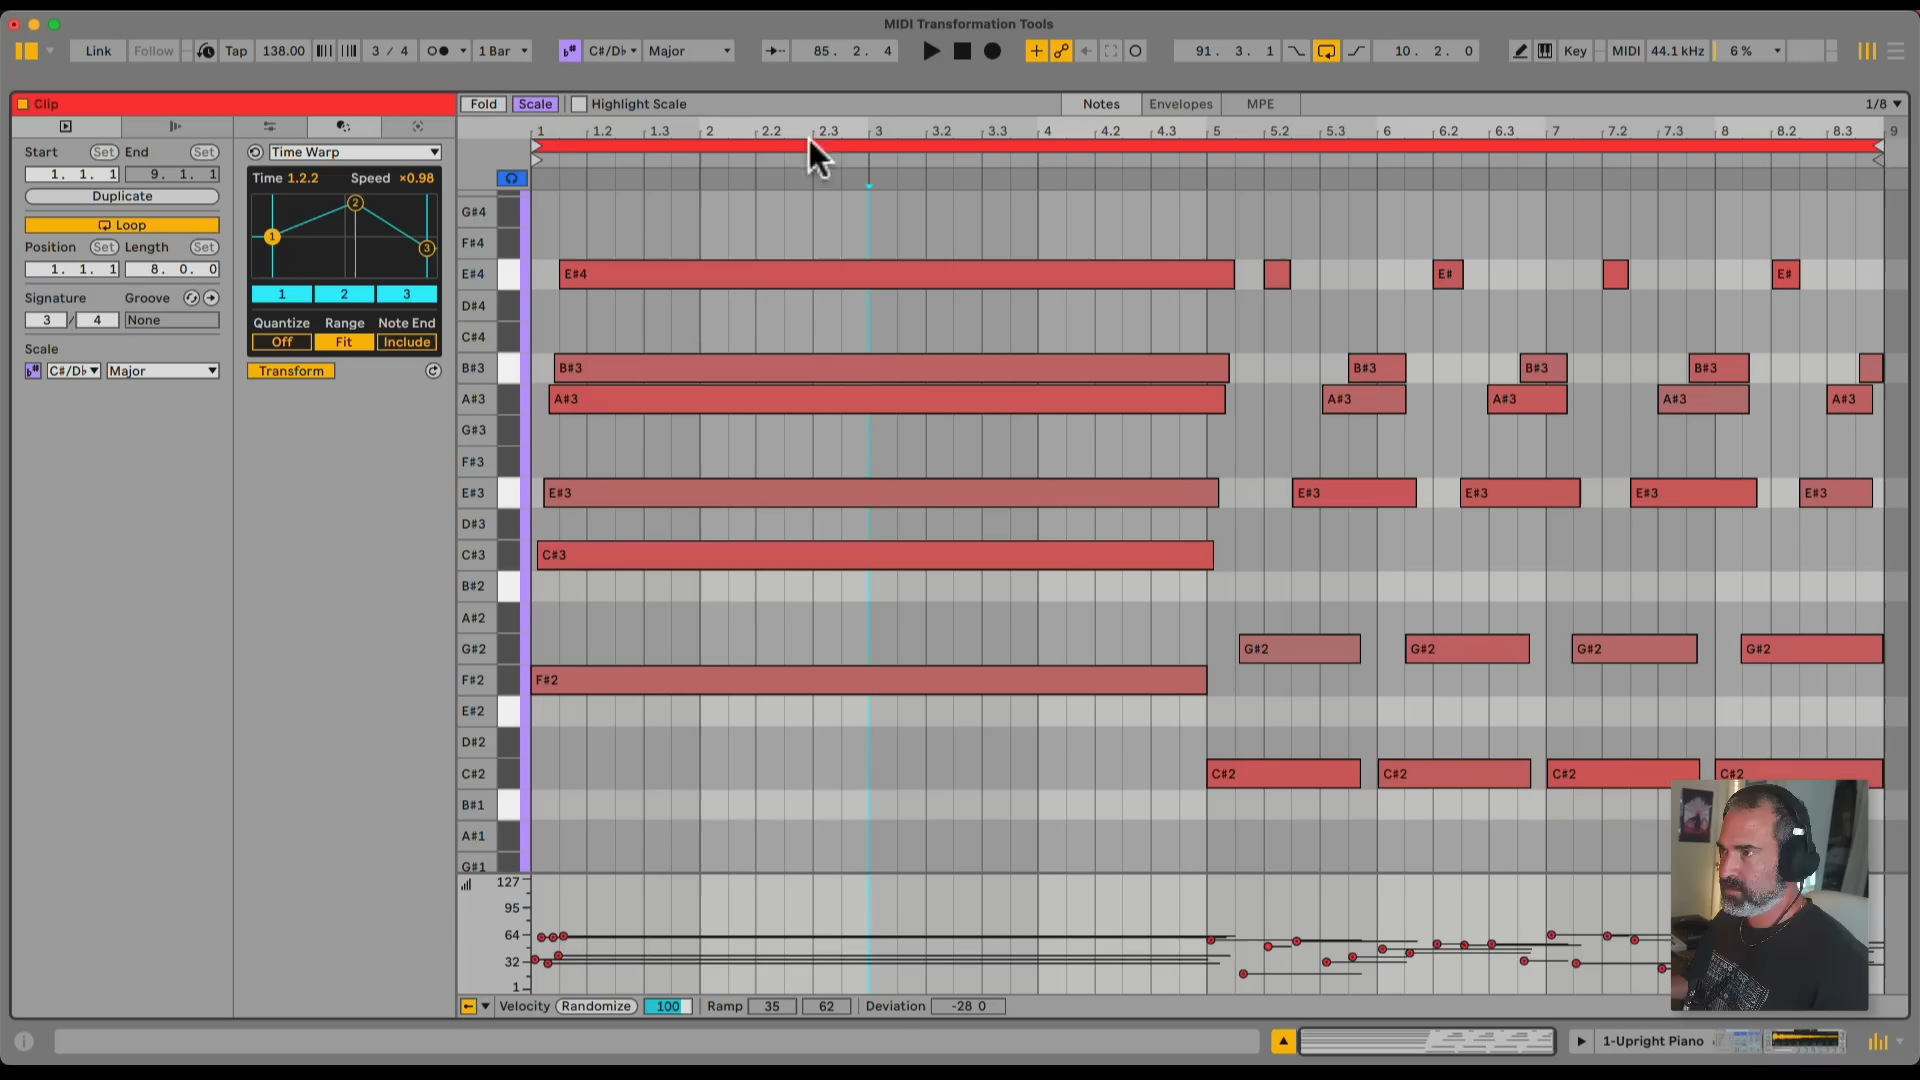 MIDI Transformation Tools
Link Follow Tap 138.00 3 / 4 1 Bar C#/D♭ Major 85. 2. 4 91. 3. 1 10. 2. 0 Key MIDI 44.1 kHz 6 %
Clip Fold Scale Highlight Scale Notes Envelopes MPE 1/8
1 1.2 1.3 2 2.2 2.3 3 3.2 3.3 4 4.2 4.3 5 5.2 5.3 6 6.2 6.3 7 7.2 7.3 8 8.2 8.3 9
Start Set End Set
1. 1. 1 9. 1. 1
Duplicate
Loop
Position Set Length Set
1. 1. 1 8. 0. 0
Signature Groove
3 / 4 None
Scale
C#/D♭ Major
Time Warp
Time 1.2.2 Speed ×0.98
1 2 3
1 2 3
Quantize Range Note End
Off Fit Include
Transform
G#4
F#4
E#4 E#4 E# E#
D#4
C#4
B#3 B#3 B#3 B#3 B#3
A#3 A#3 A#3 A#3 A#3 A#3
G#3
F#3
E#3 E#3 E#3 E#3 E#3 E#3
D#3
C#3 C#3
B#2
A#2
G#2 G#2 G#2 G#2 G#2
F#2 F#2
E#2
D#2
C#2 C#2 C#2 C#2 C#2
B#1
A#1
G#1
127
95
64
32
1
Velocity Randomize 100 Ramp 35 62 Deviation -28 0
1-Upright Piano